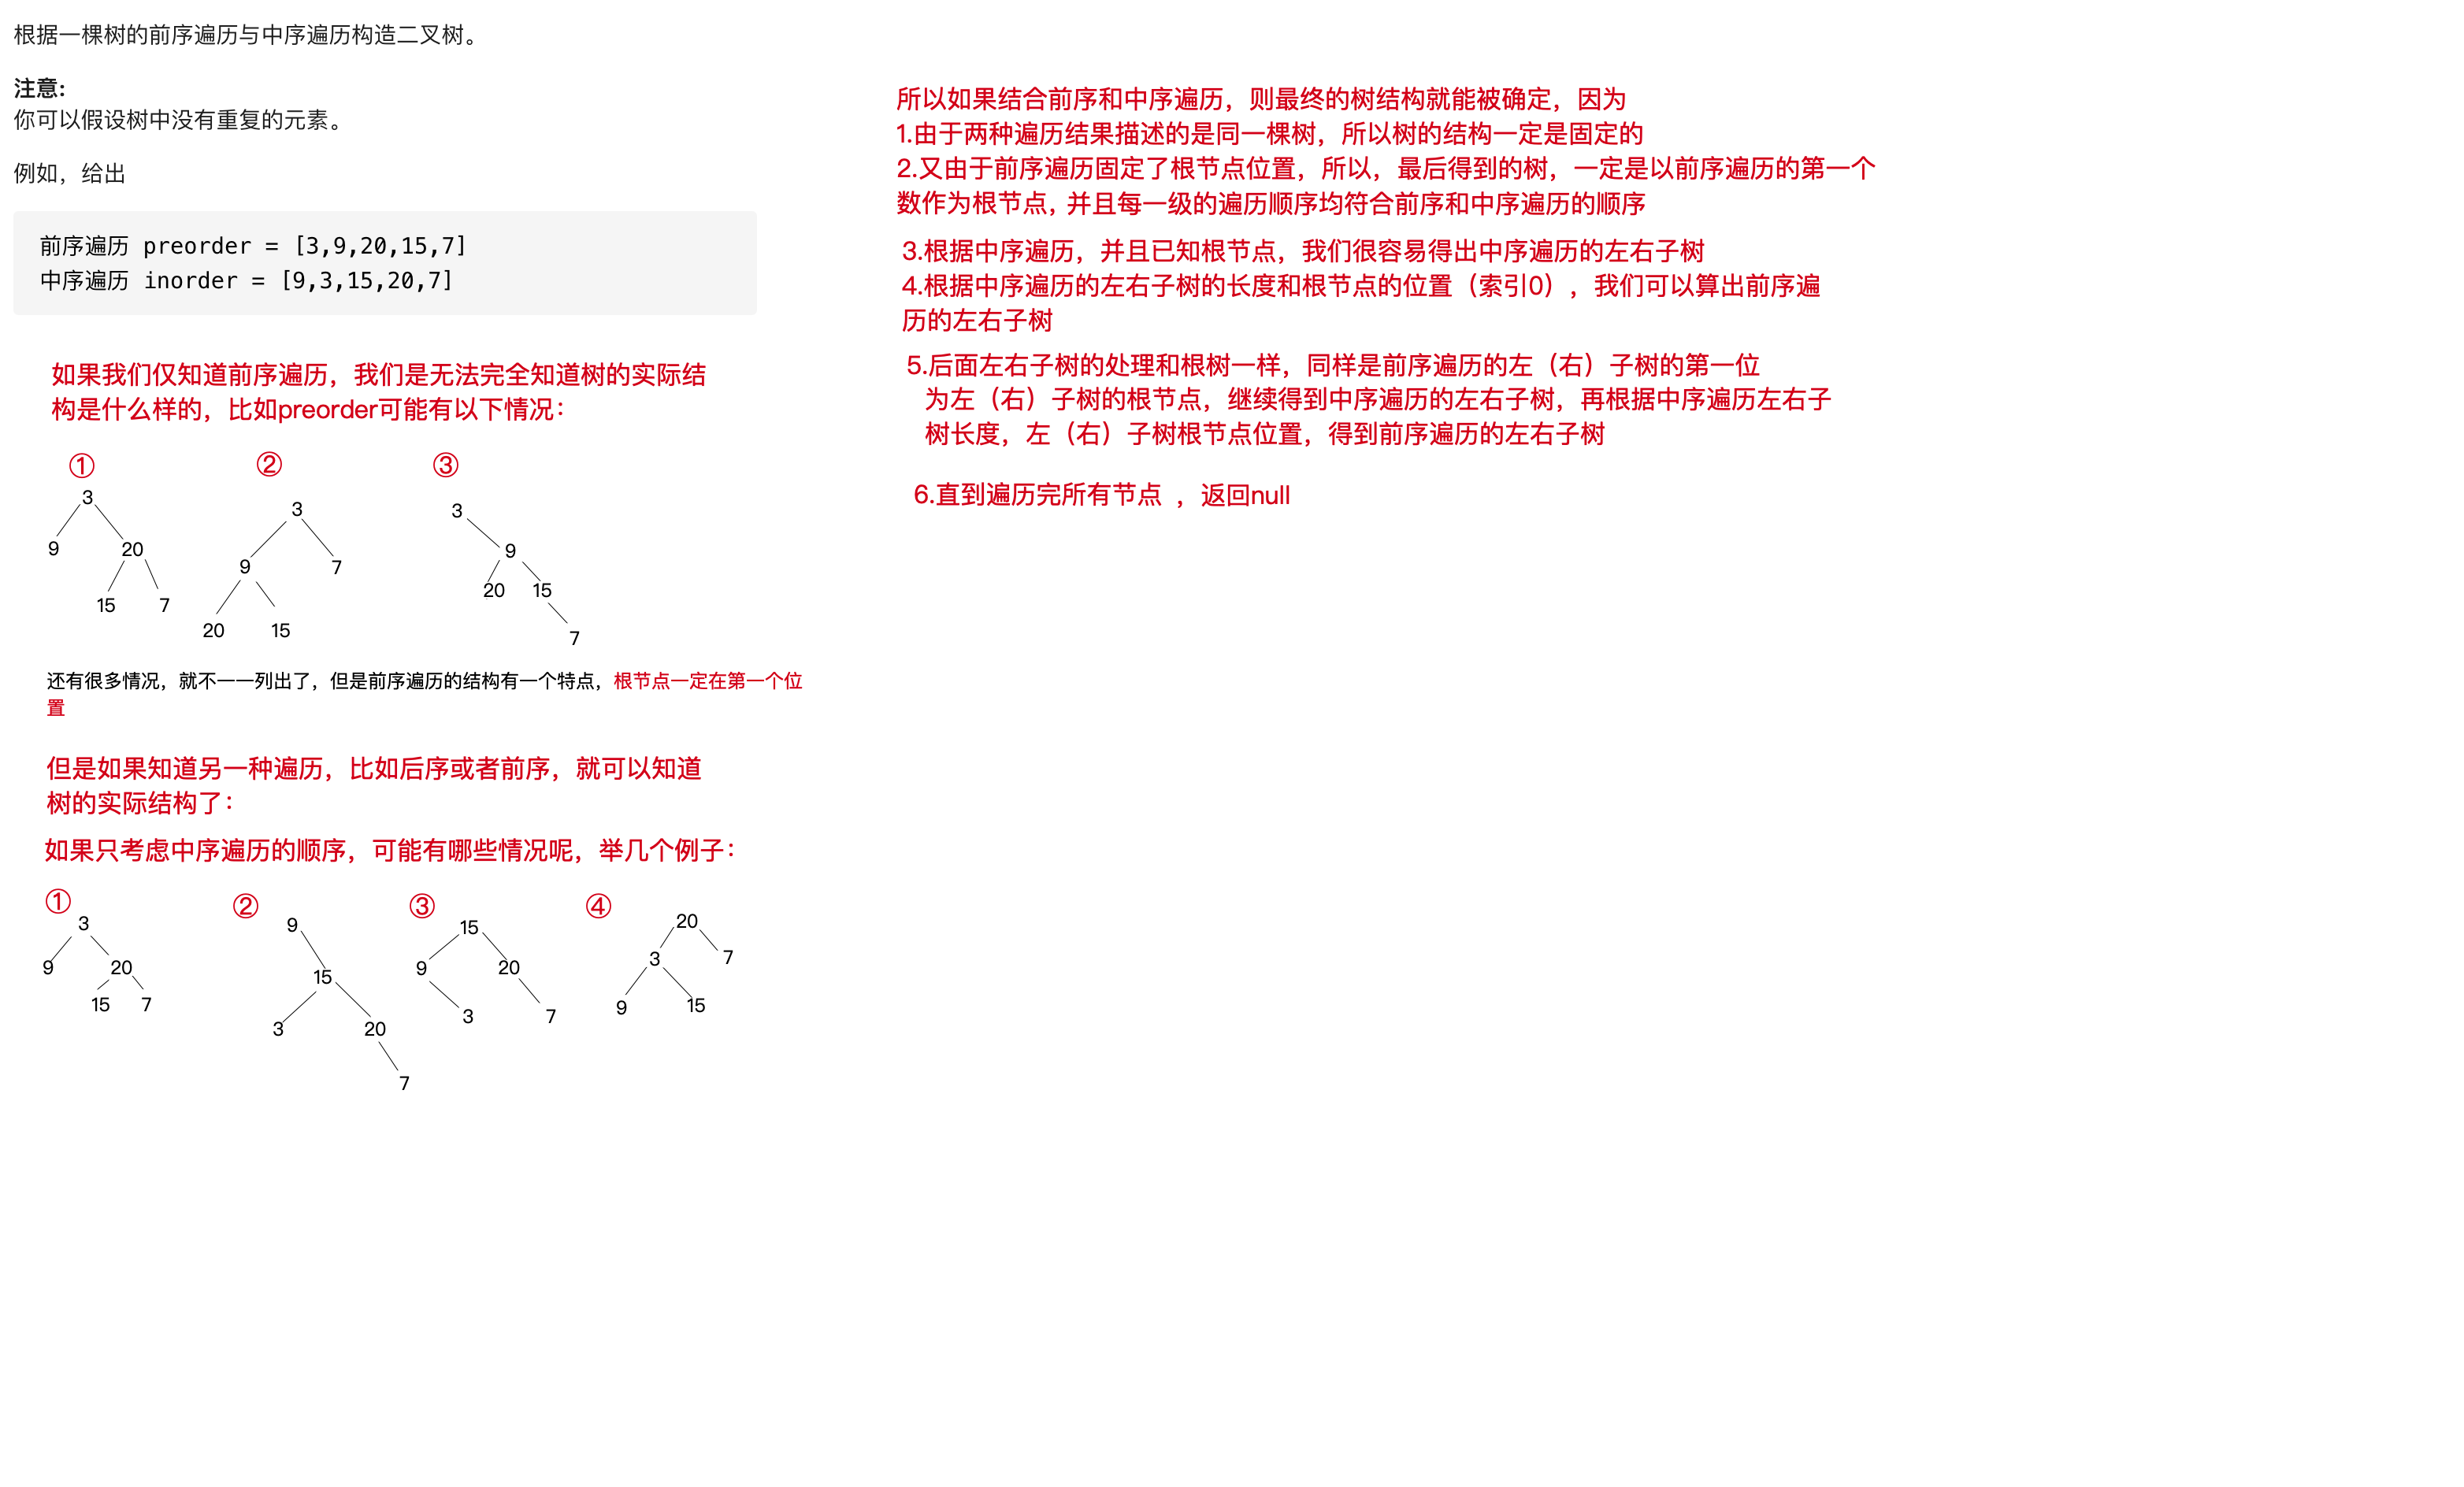 根据一棵树的前序遍历与中序遍历构造二叉树。
注意:
你可以假设树中没有重复的元素。
例如，给出
前序遍历 preorder = [3,9,20,15,7]
中序遍历 inorder = [9,3,15,20,7]
如果我们仅知道前序遍历，我们是无法完全知道树的实际结
构是什么样的，比如preorder可能有以下情况：
① ② ③
3
9 20
15 7
3
9 7
20 15
3
9
20 15
7
还有很多情况，就不一一列出了，但是前序遍历的结构有一个特点，根节点一定在第一个位
置
但是如果知道另一种遍历，比如后序或者前序，就可以知道
树的实际结构了：
如果只考虑中序遍历的顺序，可能有哪些情况呢，举几个例子：
① ② ③ ④
3
9 20
15 7
9
15
3 20
7
15
9 20
3 7
20
3 7
9 15
所以如果结合前序和中序遍历，则最终的树结构就能被确定，因为
1.由于两种遍历结果描述的是同一棵树，所以树的结构一定是固定的
2.又由于前序遍历固定了根节点位置，所以，最后得到的树，一定是以前序遍历的第一个
数作为根节点, 并且每一级的遍历顺序均符合前序和中序遍历的顺序
3.根据中序遍历，并且已知根节点，我们很容易得出中序遍历的左右子树
4.根据中序遍历的左右子树的长度和根节点的位置（索引0），我们可以算出前序遍
历的左右子树
5.后面左右子树的处理和根树一样，同样是前序遍历的左（右）子树的第一位
为左（右）子树的根节点，继续得到中序遍历的左右子树，再根据中序遍历左右子
树长度，左（右）子树根节点位置，得到前序遍历的左右子树
6.直到遍历完所有节点 ，返回null